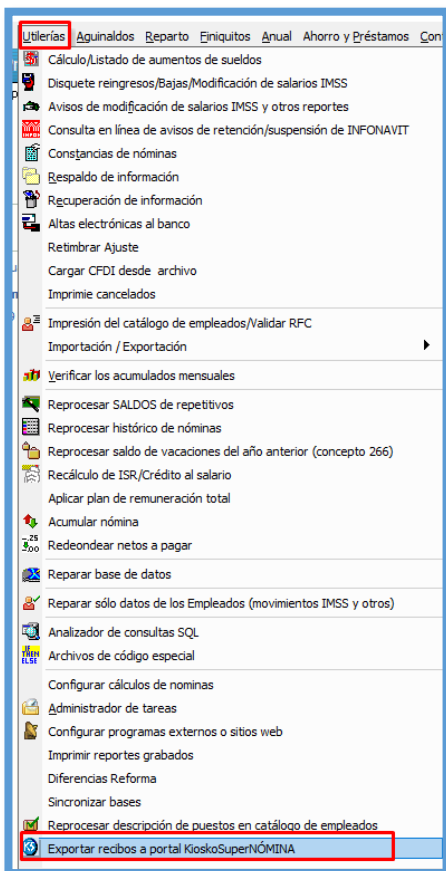 Utilerías Aguinaldos Reparto Finiquitos Anual Ahorro y Préstamos
Cálculo/Listado de aumentos de sueldos
Disquete reingresos/Bajas/Modificación de salarios IMSS
Avisos de modificación de salarios IMSS y otros reportes
Consulta en línea de avisos de retención/suspensión de INFONAVIT
Constancias de nóminas
Respaldo de información
Recuperación de información
Altas electrónicas al banco
Retimbrar Ajuste
Cargar CFDI desde archivo
Imprimie cancelados
Impresión del catálogo de empleados/Validar RFC
Importación / Exportación
Verificar los acumulados mensuales
Reprocesar SALDOS de repetitivos
Reprocesar histórico de nóminas
Reprocesar saldo de vacaciones del año anterior (concepto 266)
Recálculo de ISR/Crédito al salario
Aplicar plan de remuneración total
Acumular nómina
Redeondear netos a pagar
Reparar base de datos
Reparar sólo datos de los Empleados (movimientos IMSS y otros)
Analizador de consultas SQL
IF THEN ELSE Archivos de código especial
Configurar cálculos de nominas
Administrador de tareas
Configurar programas externos o sitios web
Imprimir reportes grabados
Diferencias Reforma
Sincronizar bases
Reprocesar descripción de puestos en catálogo de empleados
Exportar recibos a portal KioskoSuperNÓMINA